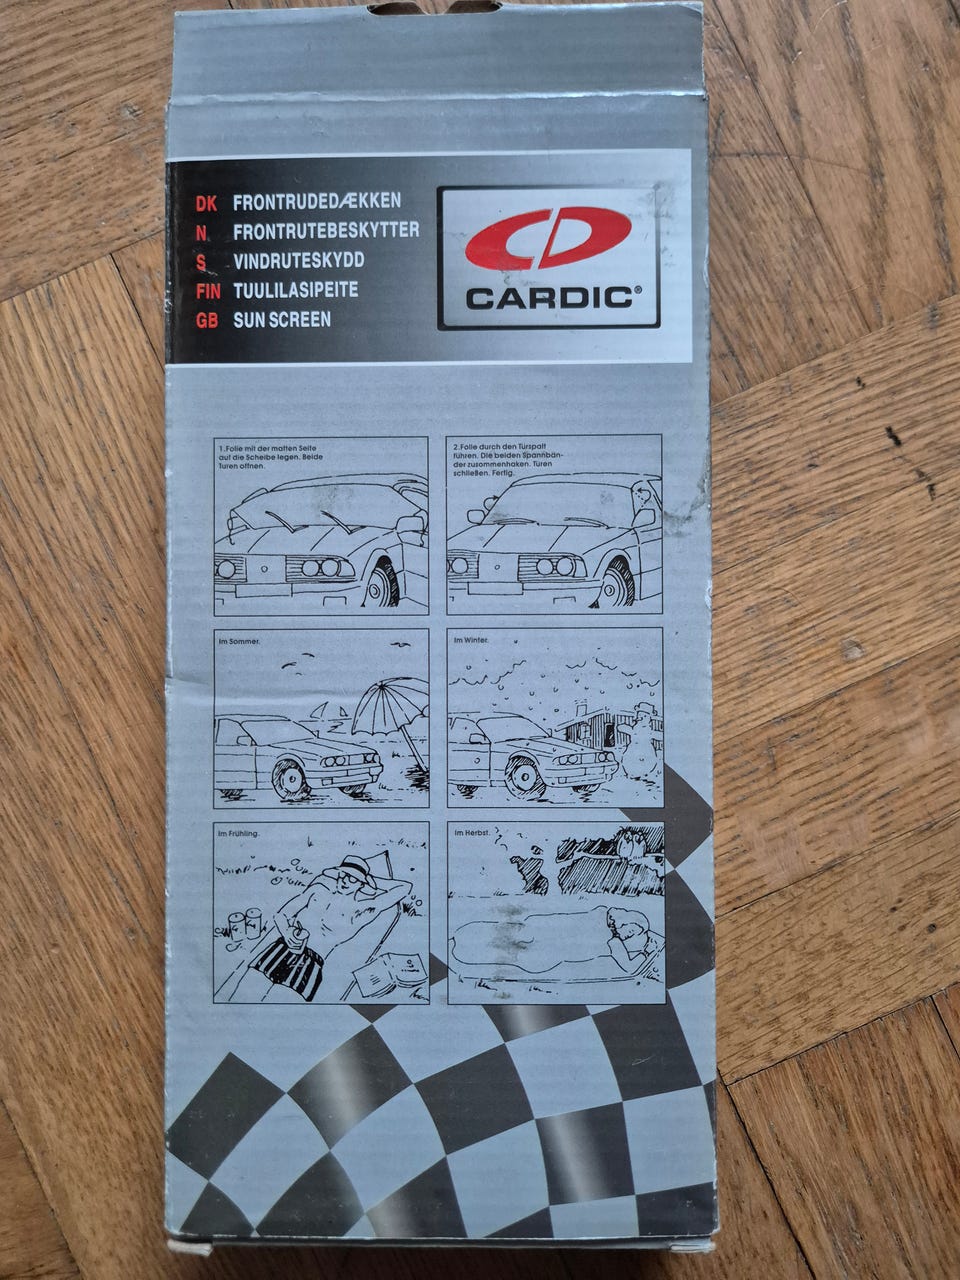 DK FRONTRUDEDÆKKEN
N FRONTRUTEBESKYTTER
S VINDRUTESKYDD
FIN TUULILASIPEITE
GB SUN SCREEN
CARDIC®
1.Folie mit der matten Seite
auf die Scheibe legen. Beide
Türen öffnen.
2.Folie durch den Türspalt
führen. Die beiden Spannbän-
der zusammenhaken. Türen
schließen. Fertig.
Im Sommer.
Im Winter.
Im Frühling.
Im Herbst.